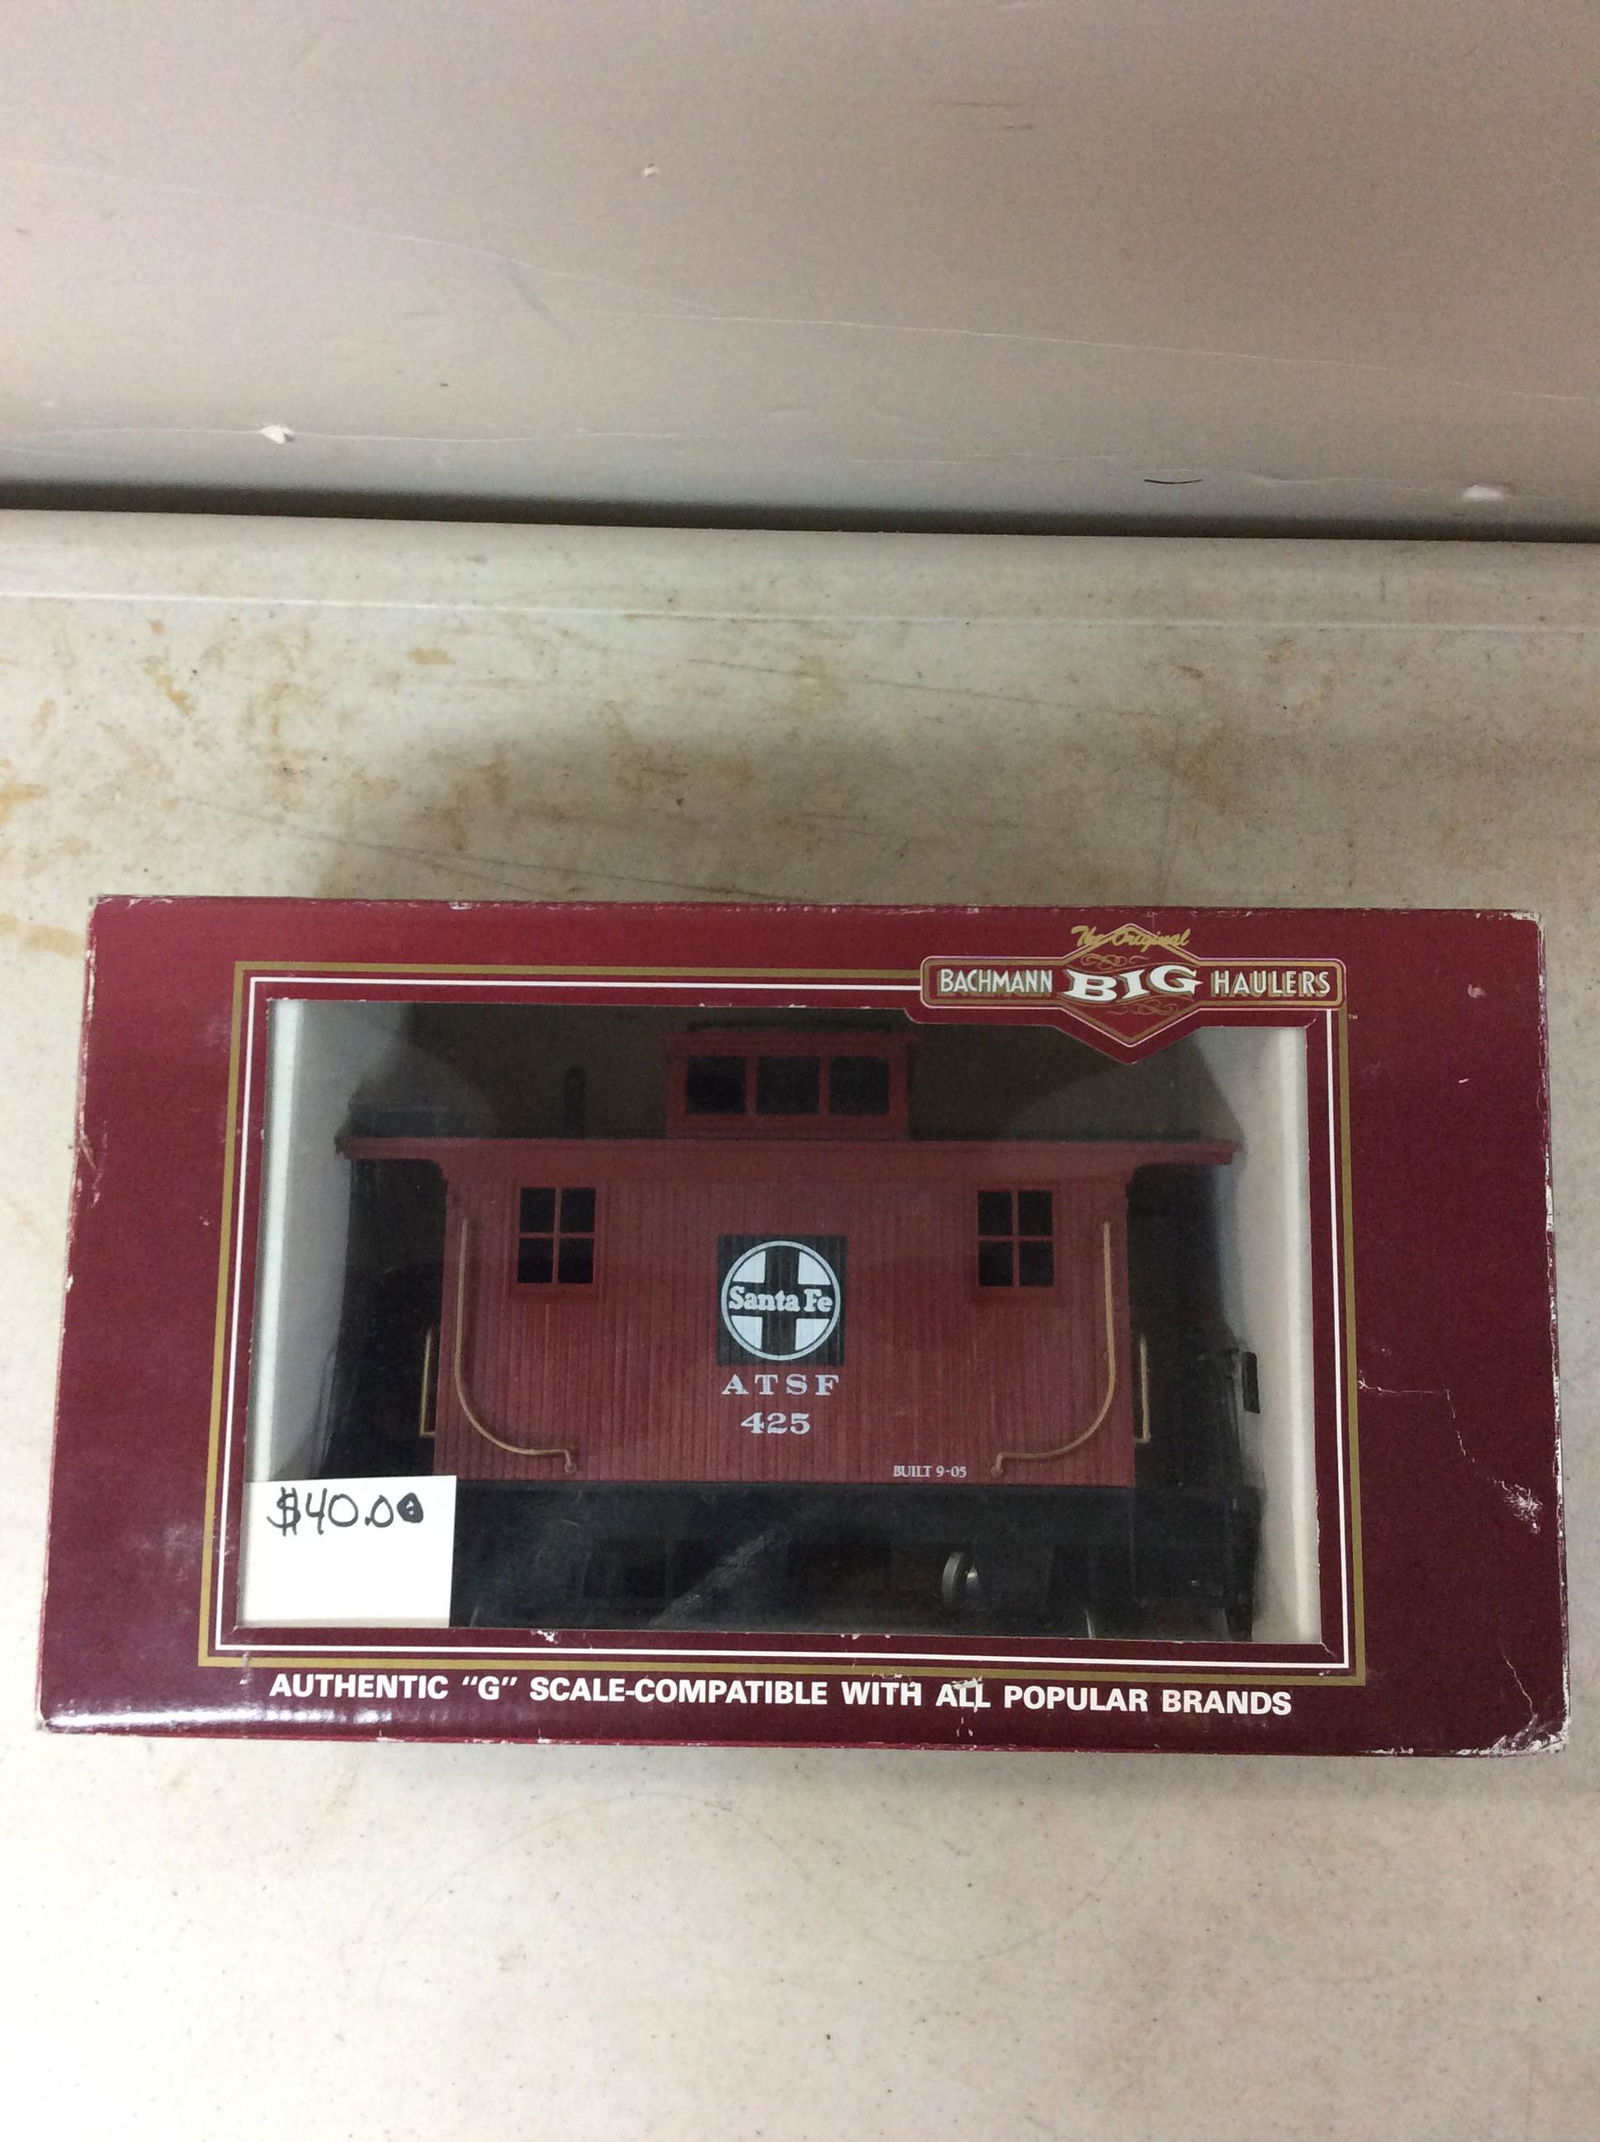 The Original
BACHMANN BIG HAULERS
TM
Santa Fe
ATSF
425
BUILT 9-05
$40.00
AUTHENTIC "G" SCALE-COMPATIBLE WITH ALL POPULAR BRANDS